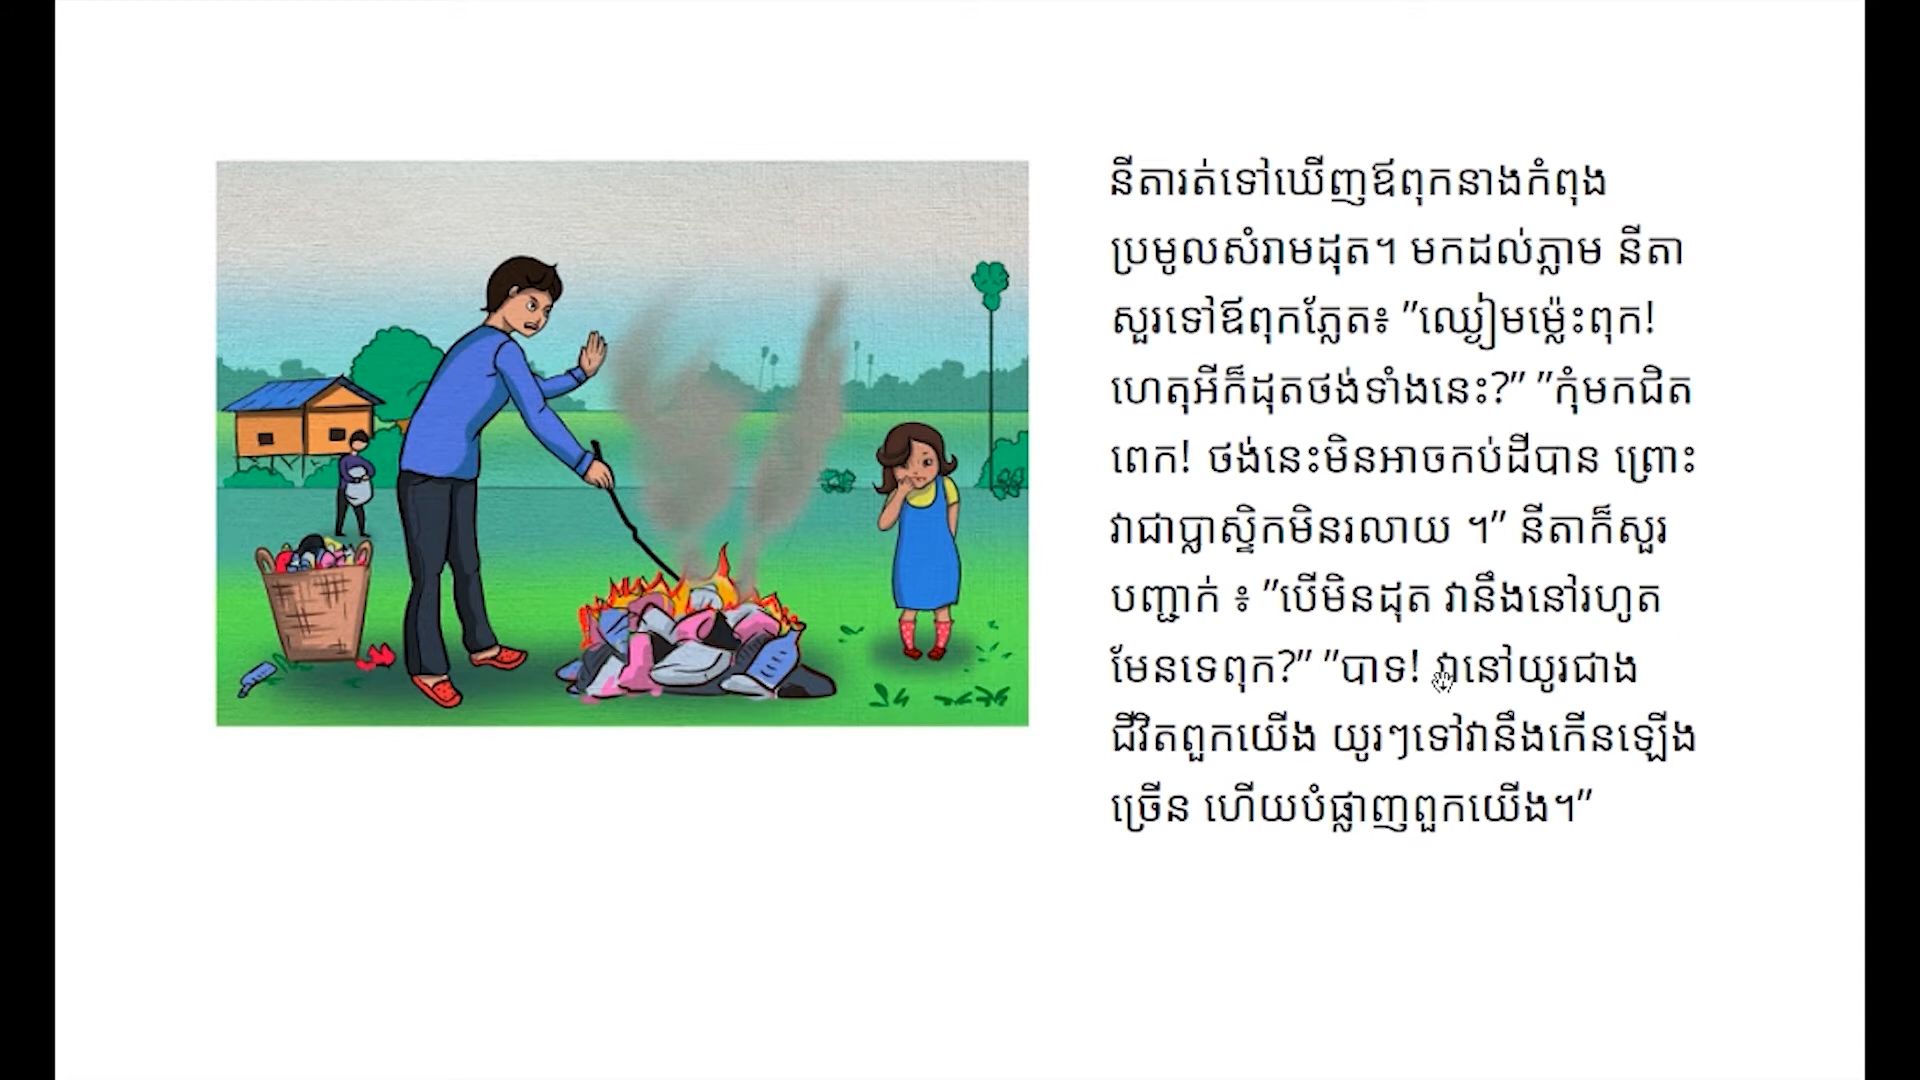 នីតារត់ទៅឃើញឪពុកនាងកំពុង
ប្រមូលសំរាមដុត។ មកដល់ភ្លាម នីតា
សួរទៅឪពុកភ្លែត៖ "ឈ្ងៀមម្ល៉េះពុក!
ហេតុអីក៏ដុតថង់ទាំងនេះ?" "កុំមកជិត
ពេក! ថង់នេះមិនអាចកប់ដីបាន ព្រោះ
វាជាប្លាស្ទិកមិនរលាយ ។" នីតាក៏សួរ
បញ្ជាក់ ៖ "បើមិនដុត វានឹងនៅរហូត
មែនទេពុក?" "បាទ! វានៅយូរជាង
ជីវិតពួកយើង យូរៗទៅវានឹងកើនឡើង
ច្រើន ហើយបំផ្លាញពួកយើង។"